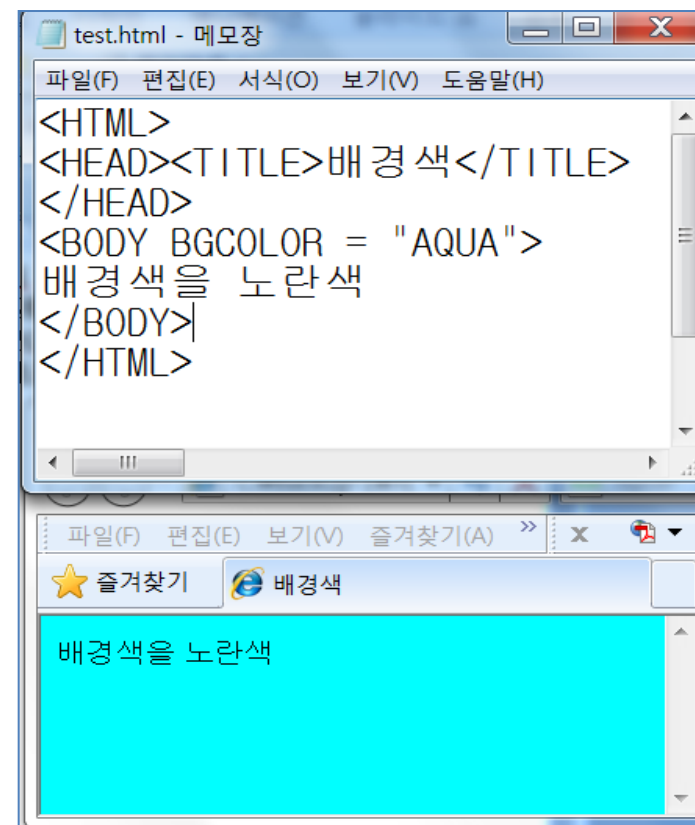 test.html - 메모장
파일(F) 편집(E) 서식(O) 보기(V) 도움말(H)
<HTML>
<HEAD><TITLE>배경색</TITLE>
</HEAD>
<BODY BGCOLOR = "AQUA">
배경색을 노란색
</BODY>
</HTML>
파일(F) 편집(E) 보기(V) 즐겨찾기(A) »
즐겨찾기 배경색
배경색을 노란색